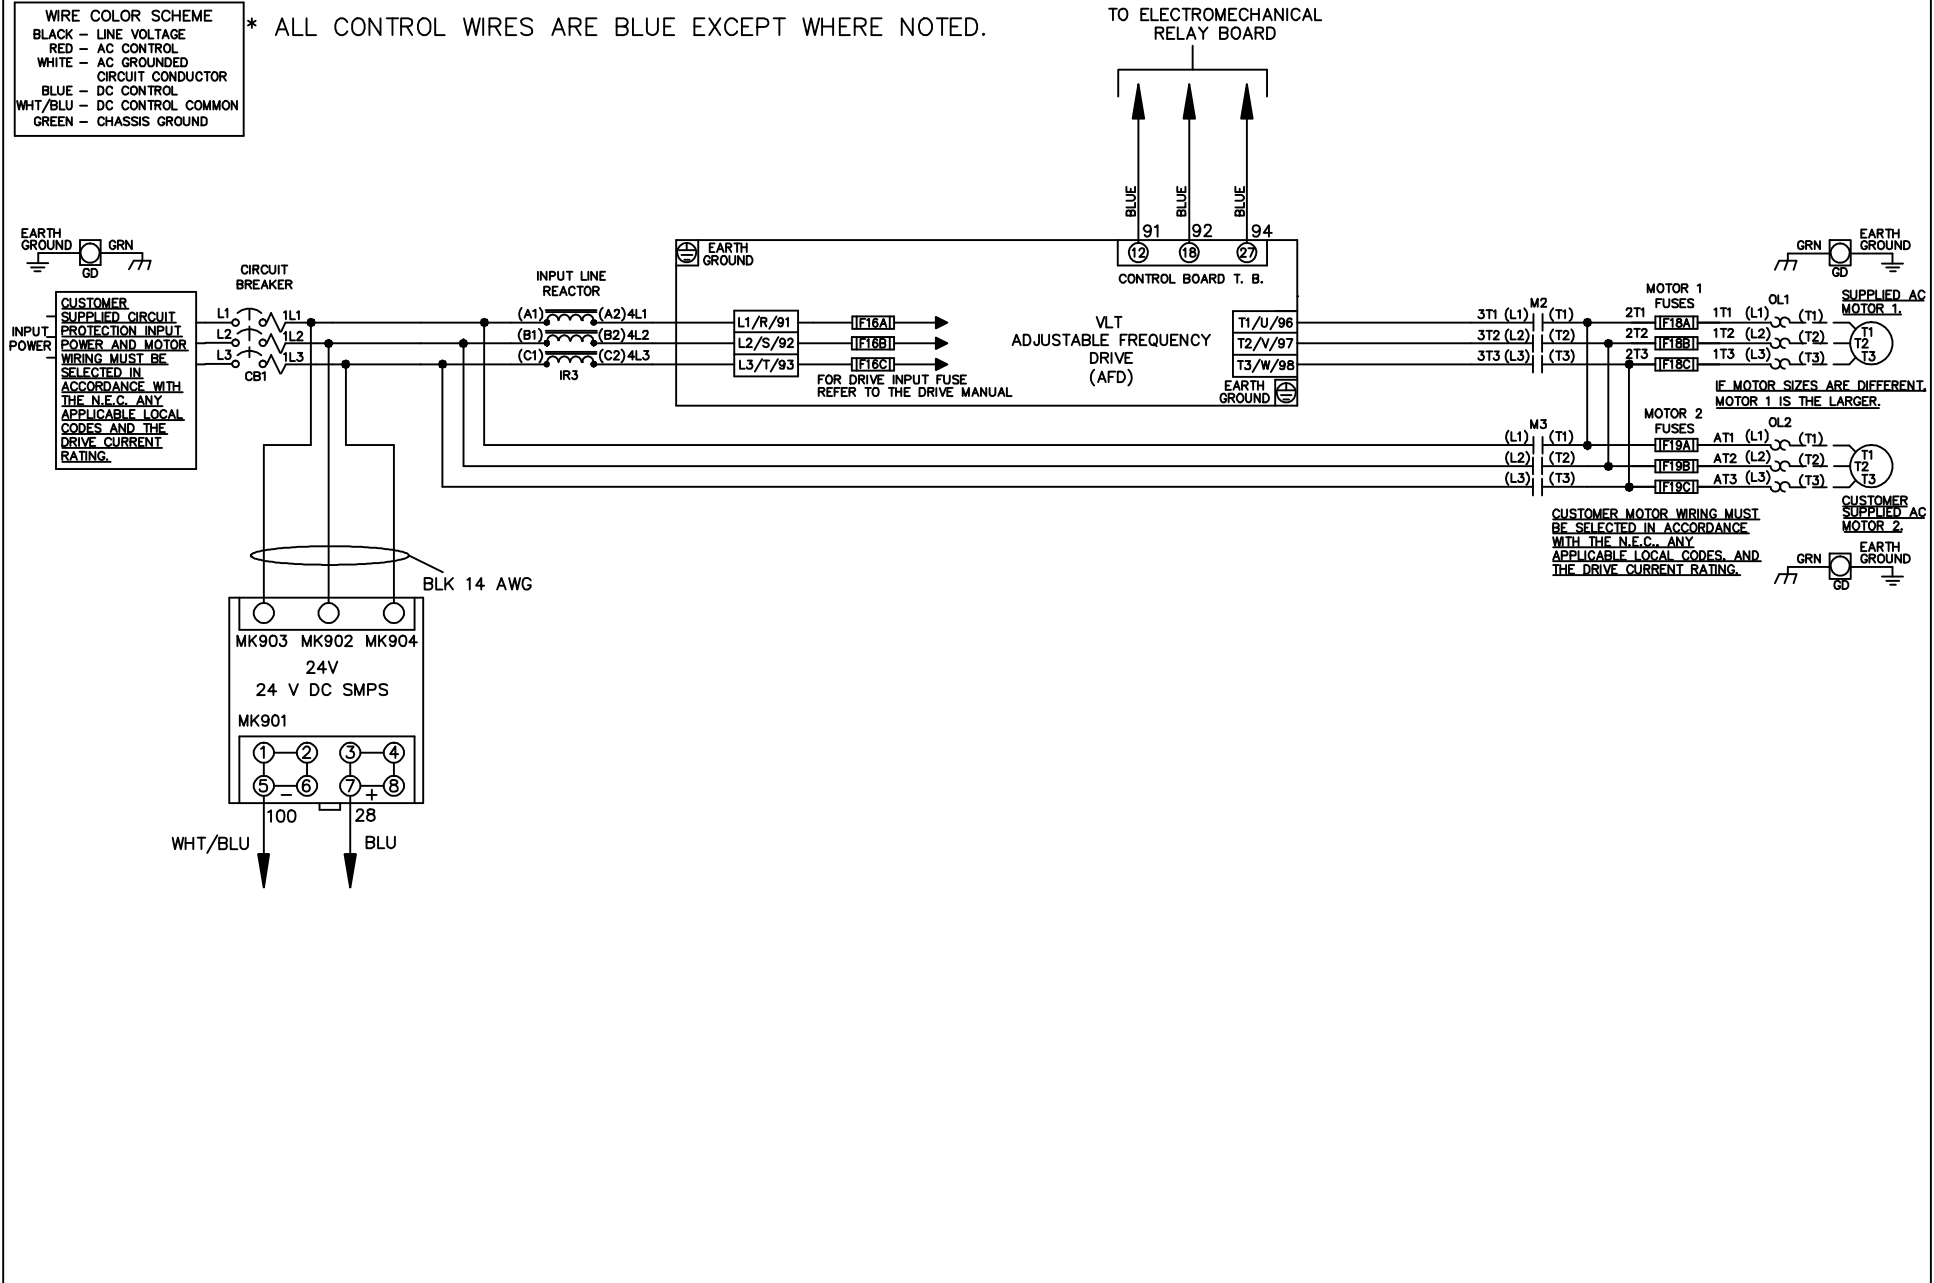 WIRE COLOR SCHEME
BLACK – LINE VOLTAGE
RED – AC CONTROL
WHITE – AC GROUNDED
CIRCUIT CONDUCTOR
BLUE – DC CONTROL
WHT/BLU – DC CONTROL COMMON
GREEN – CHASSIS GROUND
* ALL CONTROL WIRES ARE BLUE EXCEPT WHERE NOTED.
TO ELECTROMECHANICAL
RELAY BOARD
BLUE
BLUE
BLUE
91 92 94
12 18 27
CONTROL BOARD T. B.
EARTH
GROUND
GRN
GD
INPUT
POWER
CUSTOMER
SUPPLIED CIRCUIT
PROTECTION INPUT
POWER AND MOTOR
WIRING MUST BE
SELECTED IN
ACCORDANCE WITH
THE N.E.C. ANY
APPLICABLE LOCAL
CODES AND THE
DRIVE CURRENT
RATING.
CIRCUIT
BREAKER
L1 1L1
L2 1L2
L3 1L3
CB1
INPUT LINE
REACTOR
(A1) (A2)4L1
(B1) (B2)4L2
(C1) (C2)4L3
IR3
EARTH
GROUND
L1/R/91
L2/S/92
L3/T/93
F16A
F16B
F16C
FOR DRIVE INPUT FUSE
REFER TO THE DRIVE MANUAL
VLT
ADJUSTABLE FREQUENCY
DRIVE
(AFD)
T1/U/96
T2/V/97
T3/W/98
EARTH
GROUND
M2
3T1 (L1) (T1)
3T2 (L2) (T2)
3T3 (L3) (T3)
MOTOR 1
FUSES
2T1 F18A 1T1 (L1) (T1)
2T2 F18B 1T2 (L2) (T2)
2T3 F18C 1T3 (L3) (T3)
OL1
GRN
EARTH
GROUND
GD
SUPPLIED AC
MOTOR 1.
T1
T2
T3
IF MOTOR SIZES ARE DIFFERENT,
MOTOR 1 IS THE LARGER.
M3
(L1) (T1)
(L2) (T2)
(L3) (T3)
MOTOR 2
FUSES
F19A AT1 (L1) (T1)
F19B AT2 (L2) (T2)
F19C AT3 (L3) (T3)
OL2
T1
T2
T3
CUSTOMER
SUPPLIED AC
MOTOR 2.
CUSTOMER MOTOR WIRING MUST
BE SELECTED IN ACCORDANCE
WITH THE N.E.C., ANY
APPLICABLE LOCAL CODES, AND
THE DRIVE CURRENT RATING.
GRN
EARTH
GROUND
GD
BLK 14 AWG
MK903 MK902 MK904
24V
24 V DC SMPS
MK901
1 2 3 4
5 – 6 7 + 8
100 28
WHT/BLU BLU